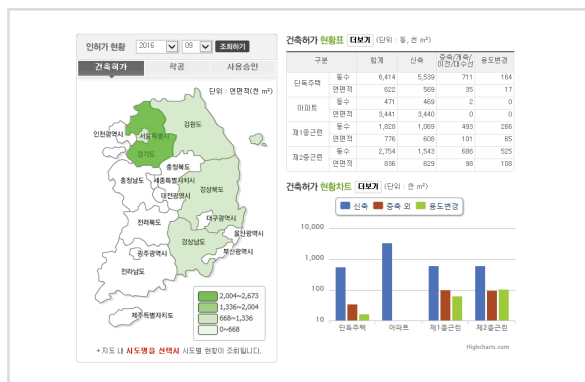 인허가 현황 2016 09 조회하기
건축허가 착공 사용승인
단위 : 연면적(천 m²)
강원도
인천광역시 서울특별시
경기도
충청북도
충청남도 세종특별자치시
대전광역시 경상북도
전라북도 대구광역시
울산광역시
경상남도
광주광역시 부산광역시
전라남도
제주특별자치도
2,004~2,673
1,336~2,004
668~1,336
0~668
*지도 내 시도명을 선택시 시도별 현황이 조회됩니다.
건축허가 현황표 더보기 (단위 : 동, 천 m²)
구분 합계 신축 증축/개축/이전/대수선 용도변경
단독주택 동수 6,414 5,539 711 164
연면적 622 569 35 17
아파트 동수 471 469 2 0
연면적 3,441 3,440 0 0
제1종근린 동수 1,828 1,069 493 266
연면적 776 608 101 65
제2종근린 동수 2,754 1,543 686 525
연면적 836 629 98 108
건축허가 현황차트 더보기 (단위 : 천 m²)
신축 증축 외 용도변경
10,000
1,000
100
10
단독주택 아파트 제1종근린 제2종근린
Highcharts.com